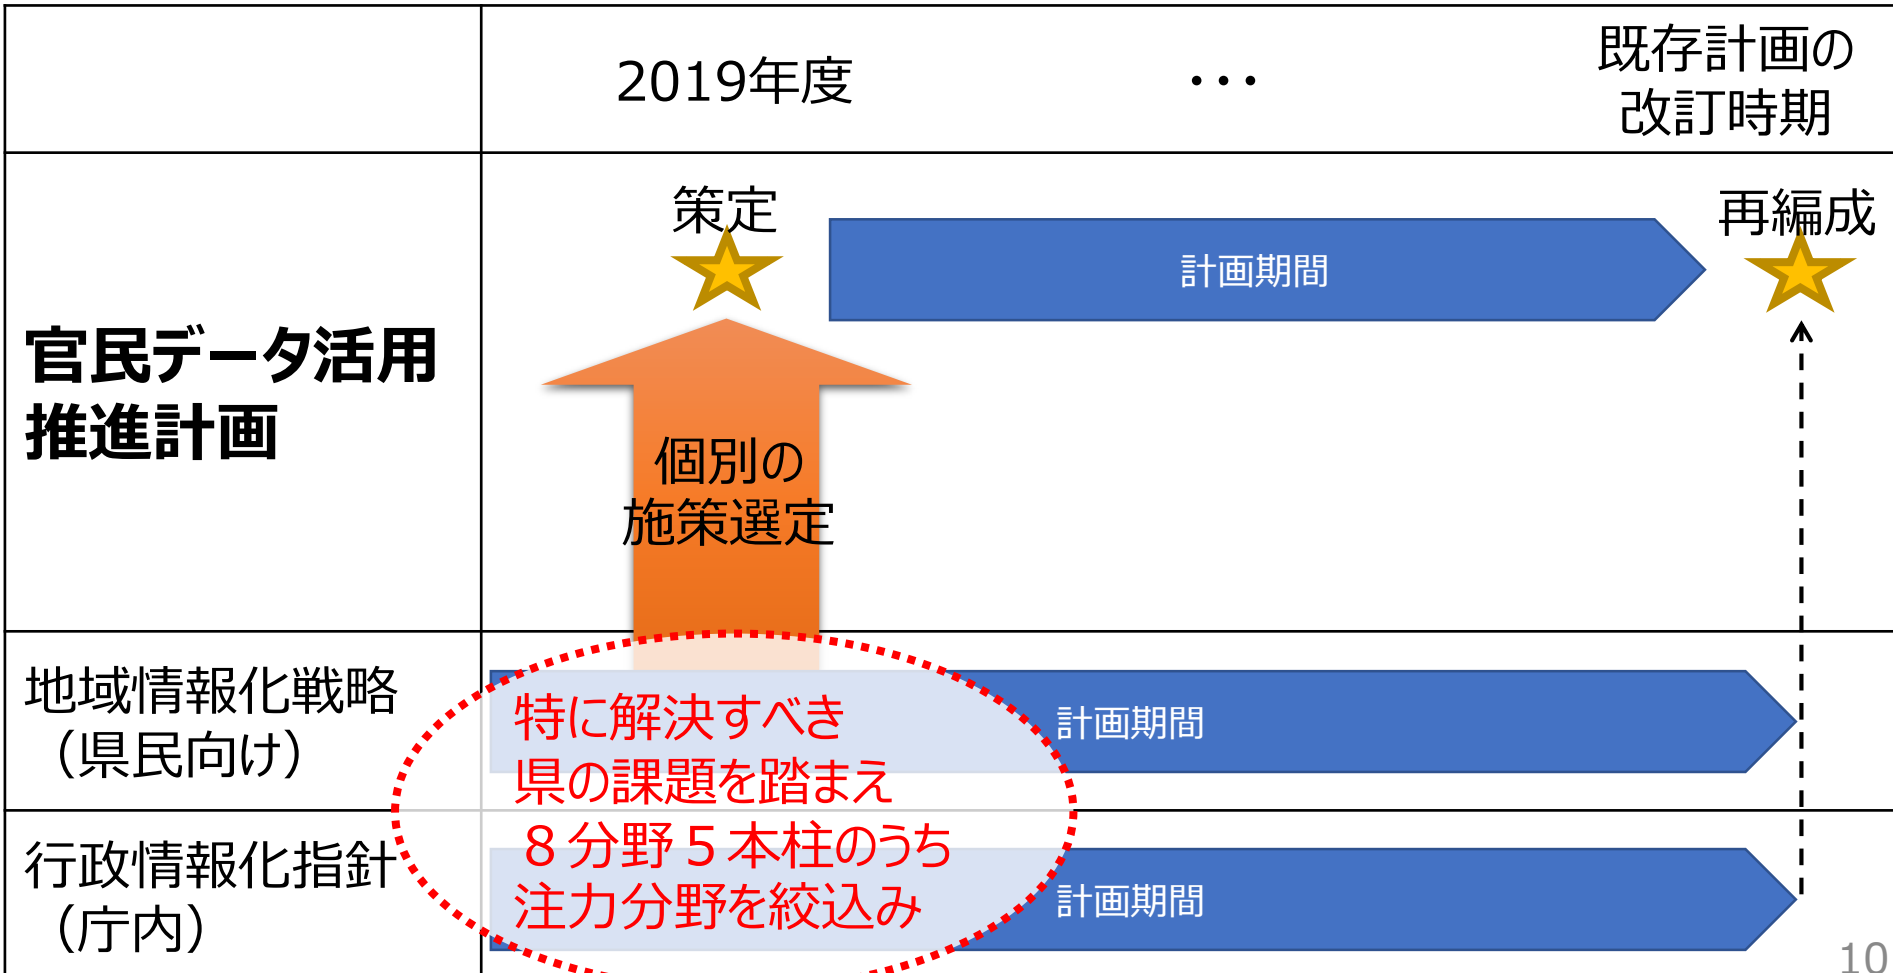 2019年度
・・・
既存計画の
改訂時期
官民データ活用
推進計画
策定
計画期間
再編成
個別の
施策選定
地域情報化戦略
（県民向け）
計画期間
特に解決すべき
県の課題を踏まえ
８分野５本柱のうち
注力分野を絞込み
行政情報化指針
（庁内）
計画期間
10